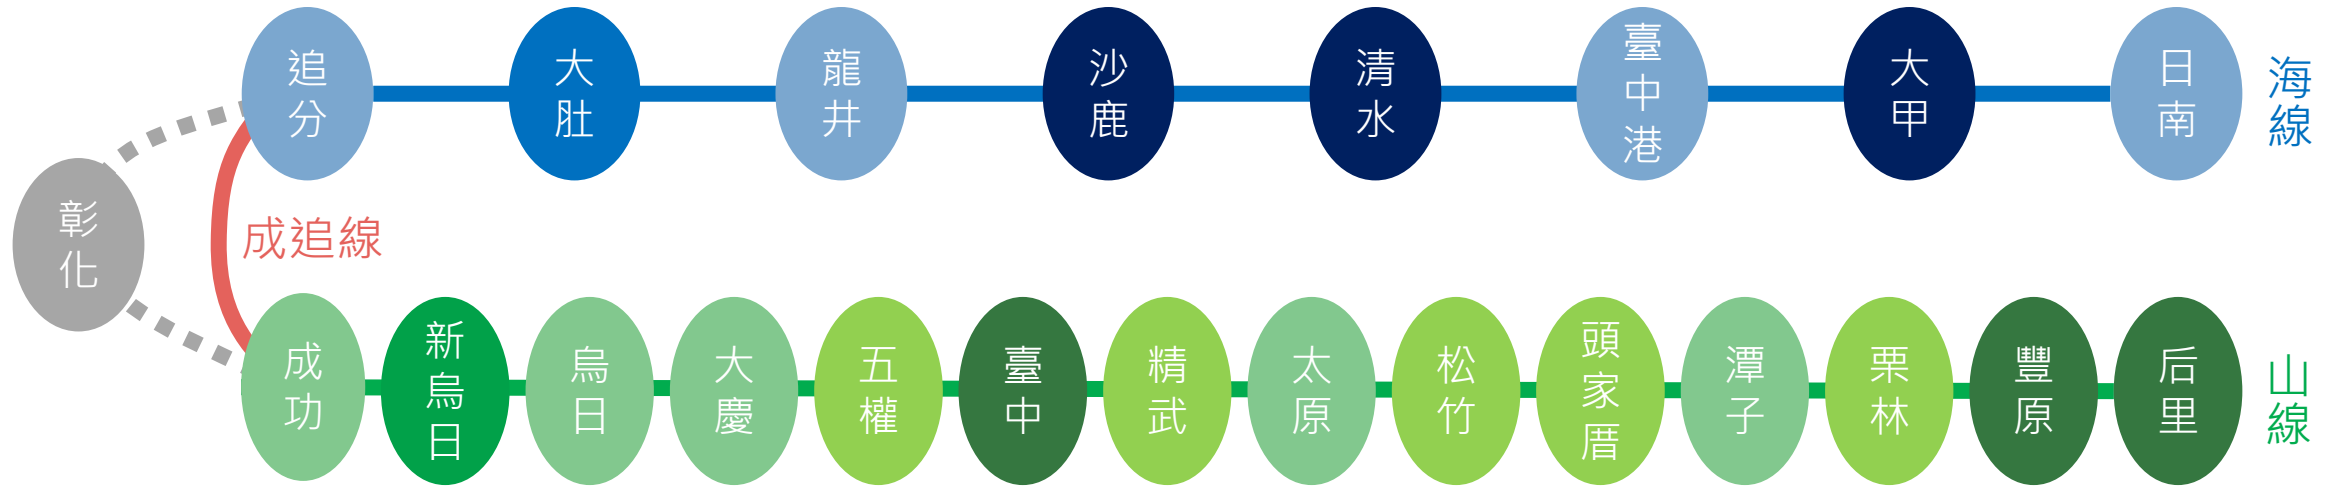 追分
大肚
龍井
沙鹿
清水
臺中港
大甲
日南
海線
彰化
成追線
成功
新烏日
烏日
大慶
五權
臺中
精武
太原
松竹
頭家厝
潭子
栗林
豐原
后里
山線